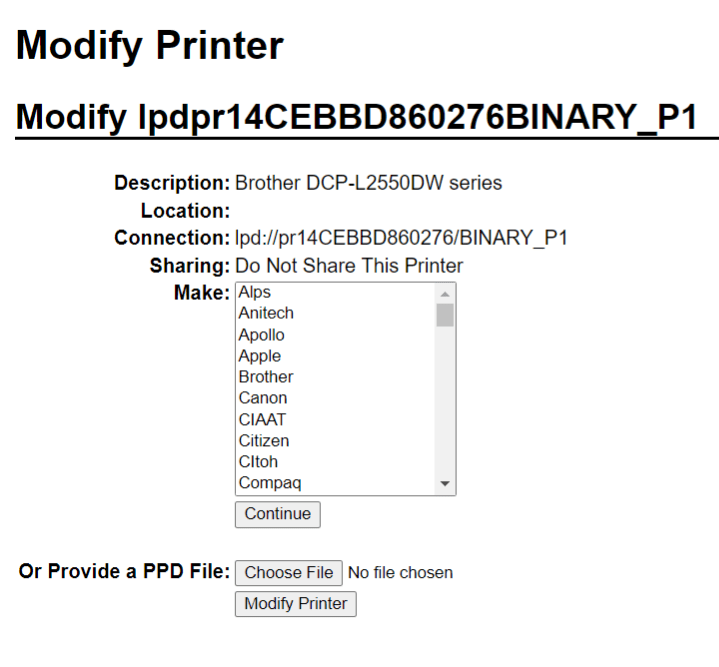 Modify Printer
Modify lpdpr14CEBBD860276BINARY_P1
Description: Brother DCP-L2550DW series
Location:
Connection: lpd://pr14CEBBD860276/BINARY_P1
Sharing: Do Not Share This Printer
Make: Alps
Anitech
Apollo
Apple
Brother
Canon
CIAAT
Citizen
CItoh
Compaq
Continue
Or Provide a PPD File: Choose File No file chosen
Modify Printer